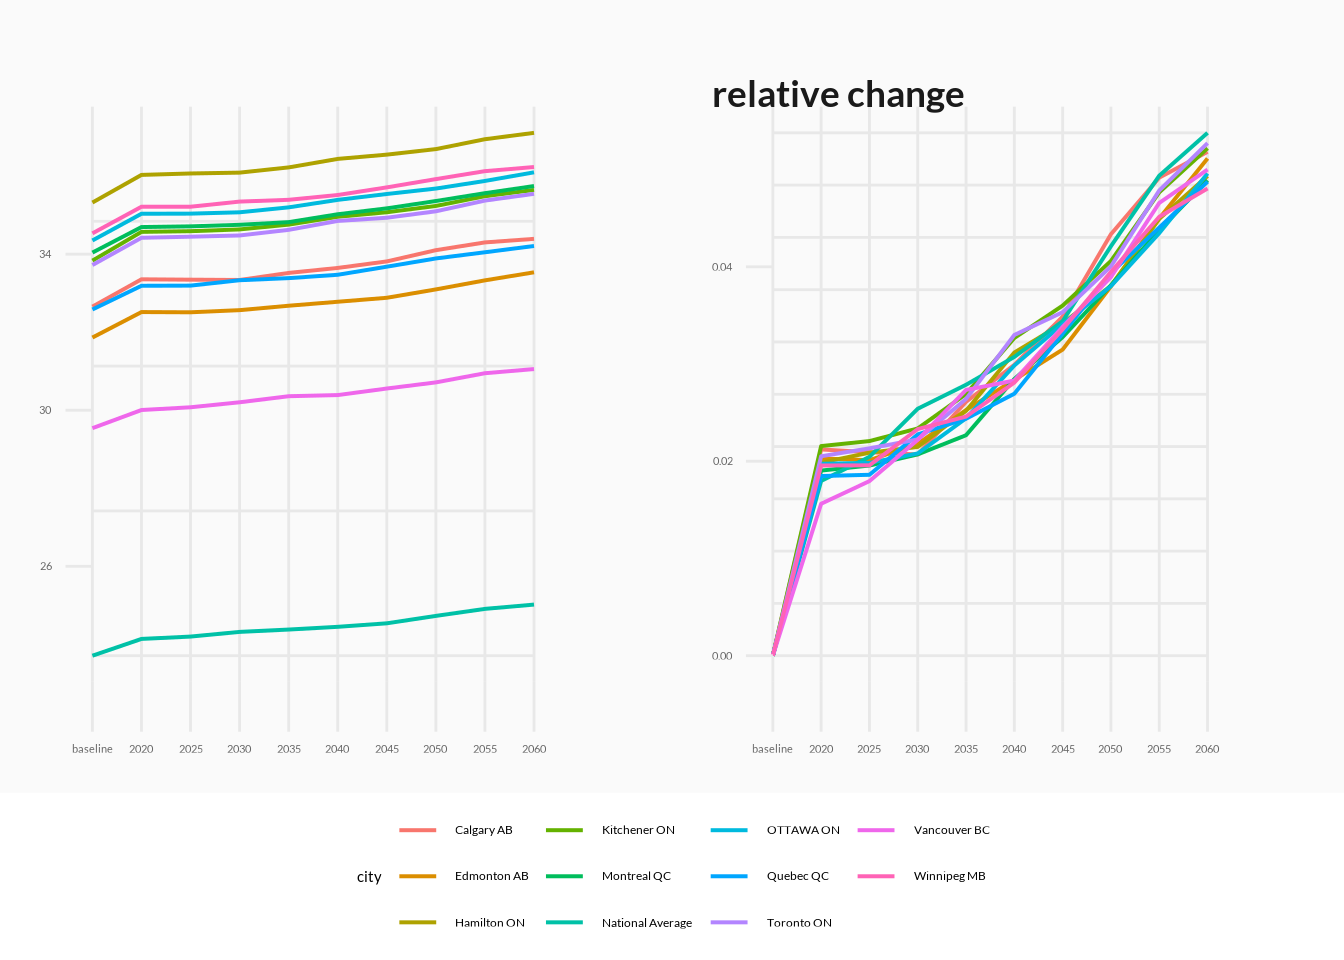 relative change
34
30
26
0.04
0.02
0.00
baseline 2020 2025 2030 2035 2040 2045 2050 2055 2060
baseline 2020 2025 2030 2035 2040 2045 2050 2055 2060
Calgary AB Kitchener ON OTTAWA ON Vancouver BC
city Edmonton AB Montreal QC Quebec QC Winnipeg MB
Hamilton ON National Average Toronto ON